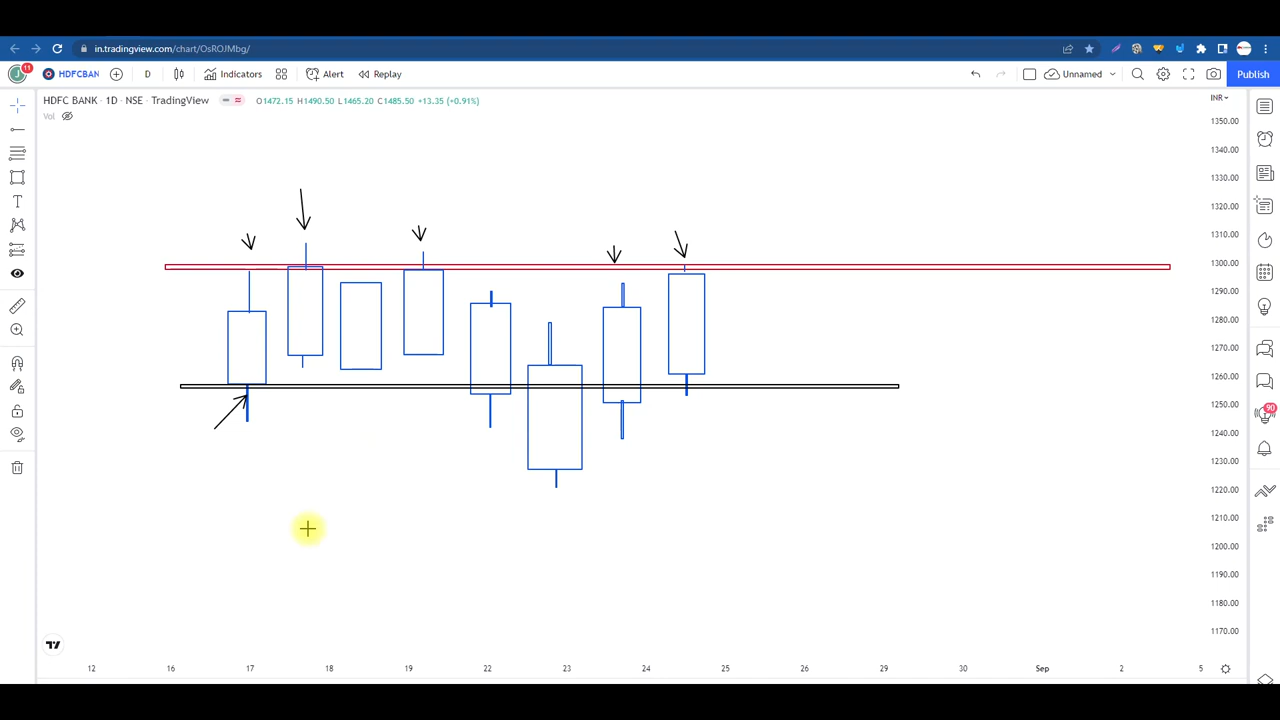 in.tradingview.com/chart/OsROJMbg/
11
HDFCBAN
D
Indicators
Alert
Replay
Unnamed
Publish
HDFC BANK · 1D · NSE · TradingView
O1472.15 H1490.50 L1465.20 C1485.50 +13.35 (+0.91%)
INR
Vol
1350.00
1340.00
1330.00
1320.00
1310.00
1300.00
1290.00
1280.00
1270.00
1260.00
1250.00
1240.00
1230.00
1220.00
1210.00
1200.00
1190.00
1180.00
1170.00
90
12 16 17 18 19 22 23 24 25 26 29 30 Sep 2 5